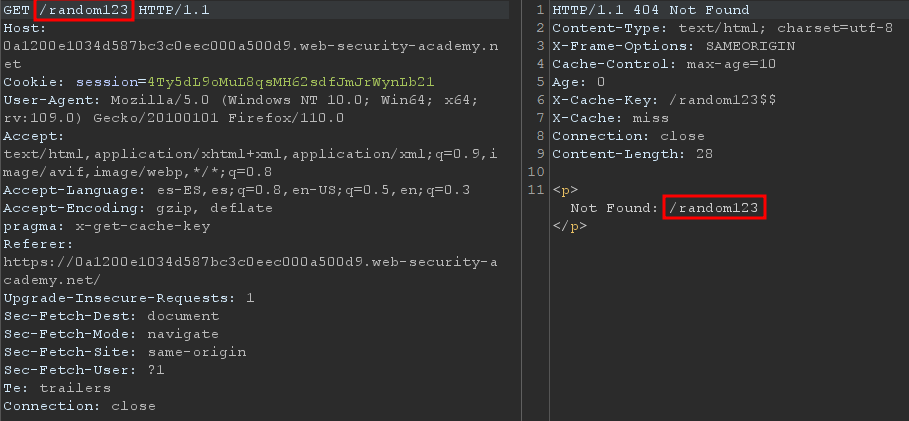 GET /random123 HTTP/1.1
Host:
0a1200e1034d587bc3c0eec000a500d9.web-security-academy.n
et
Cookie: session=4Ty5dL9oMuL8qsMH62sdfJmJrWynLb21
User-Agent: Mozilla/5.0 (Windows NT 10.0; Win64; x64;
rv:109.0) Gecko/20100101 Firefox/110.0
Accept:
text/html,application/xhtml+xml,application/xml;q=0.9,i
mage/avif,image/webp,*/*;q=0.8
Accept-Language: es-ES,es;q=0.8,en-US;q=0.5,en;q=0.3
Accept-Encoding: gzip, deflate
pragma: x-get-cache-key
Referer:
https://0a1200e1034d587bc3c0eec000a500d9.web-security-a
cademy.net/
Upgrade-Insecure-Requests: 1
Sec-Fetch-Dest: document
Sec-Fetch-Mode: navigate
Sec-Fetch-Site: same-origin
Sec-Fetch-User: ?1
Te: trailers
Connection: close
1 HTTP/1.1 404 Not Found
2 Content-Type: text/html; charset=utf-8
3 X-Frame-Options: SAMEORIGIN
4 Cache-Control: max-age=10
5 Age: 0
6 X-Cache-Key: /random123$$
7 X-Cache: miss
8 Connection: close
9 Content-Length: 28
10
11 <p>
Not Found: /random123
</p>